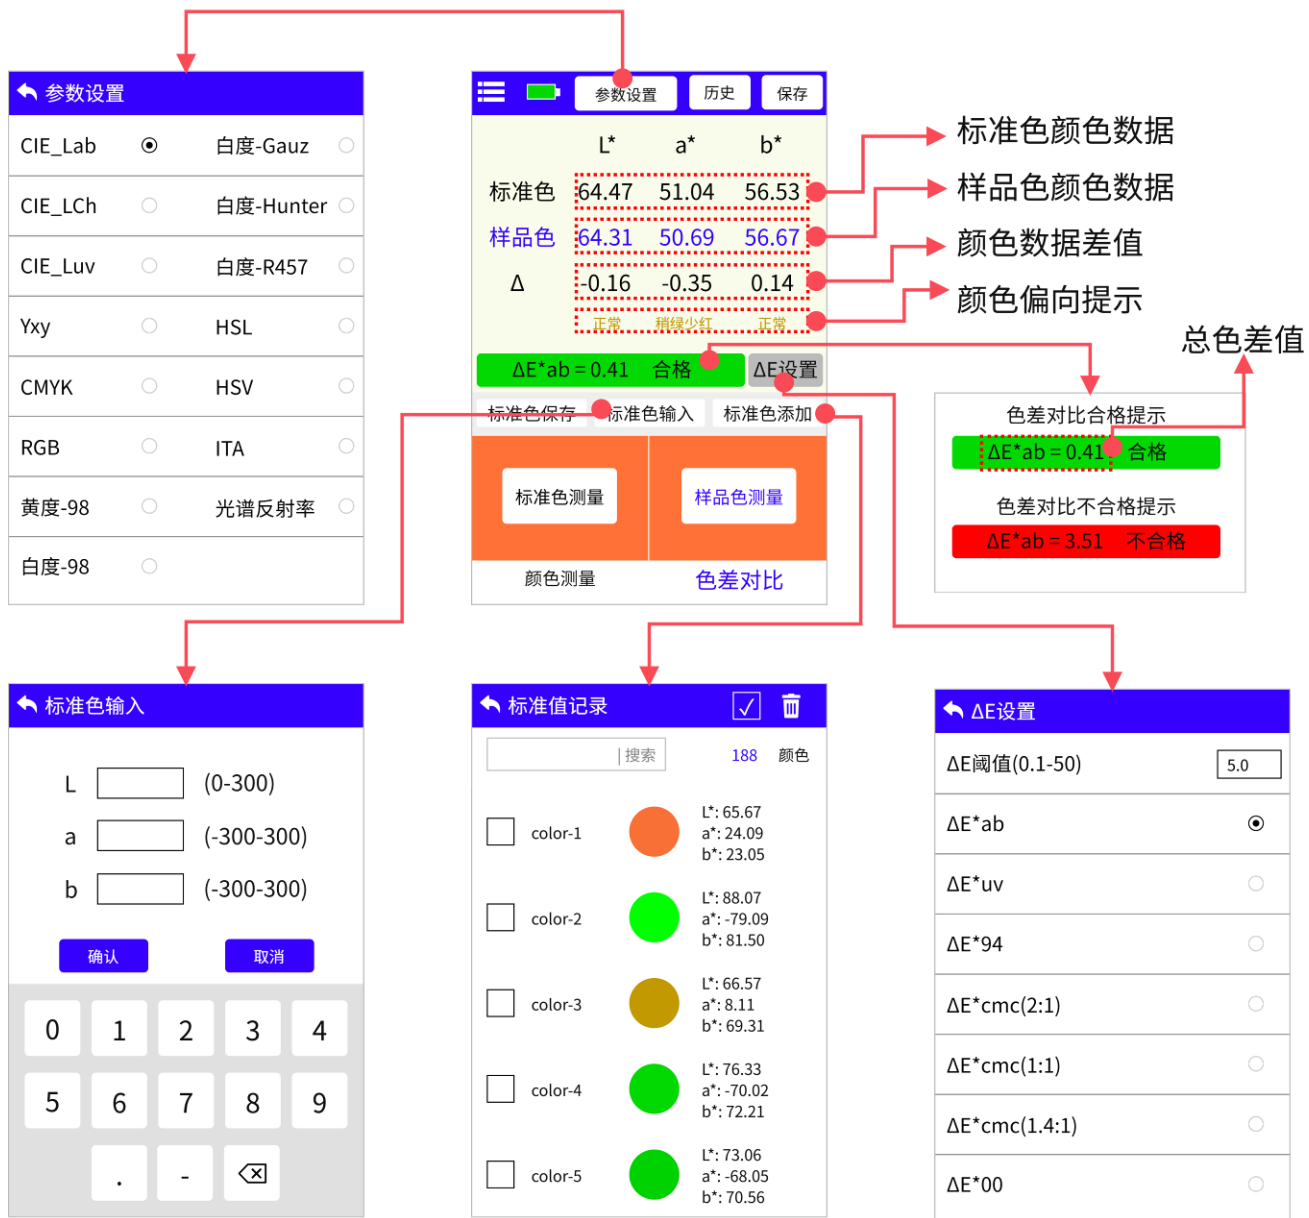 参数设置
CIE_Lab 白度-Gauz
CIE_LCh 白度-Hunter
CIE_Luv 白度-R457
Yxy HSL
CMYK HSV
RGB ITA
黄度-98 光谱反射率
白度-98
参数设置 历史 保存
L* a* b*
标准色 64.47 51.04 56.53
样品色 64.31 50.69 56.67
Δ -0.16 -0.35 0.14
正常 稍绿少红 正常
ΔE*ab = 0.41 合格 ΔE设置
标准色保存 标准色输入 标准色添加
标准色测量 样品色测量
颜色测量 色差对比
标准色颜色数据
样品色颜色数据
颜色数据差值
颜色偏向提示
总色差值
色差对比合格提示
ΔE*ab = 0.41 合格
色差对比不合格提示
ΔE*ab = 3.51 不合格
标准色输入
L (0-300)
a (-300-300)
b (-300-300)
确认 取消
0 1 2 3 4
5 6 7 8 9
. -
标准值记录
搜索 188 颜色
color-1
L*: 65.67
a*: 24.09
b*: 23.05
color-2
L*: 88.07
a*: -79.09
b*: 81.50
color-3
L*: 66.57
a*: 8.11
b*: 69.31
color-4
L*: 76.33
a*: -70.02
b*: 72.21
color-5
L*: 73.06
a*: -68.05
b*: 70.56
ΔE设置
ΔE阈值(0.1-50) 5.0
ΔE*ab
ΔE*uv
ΔE*94
ΔE*cmc(2:1)
ΔE*cmc(1:1)
ΔE*cmc(1.4:1)
ΔE*00